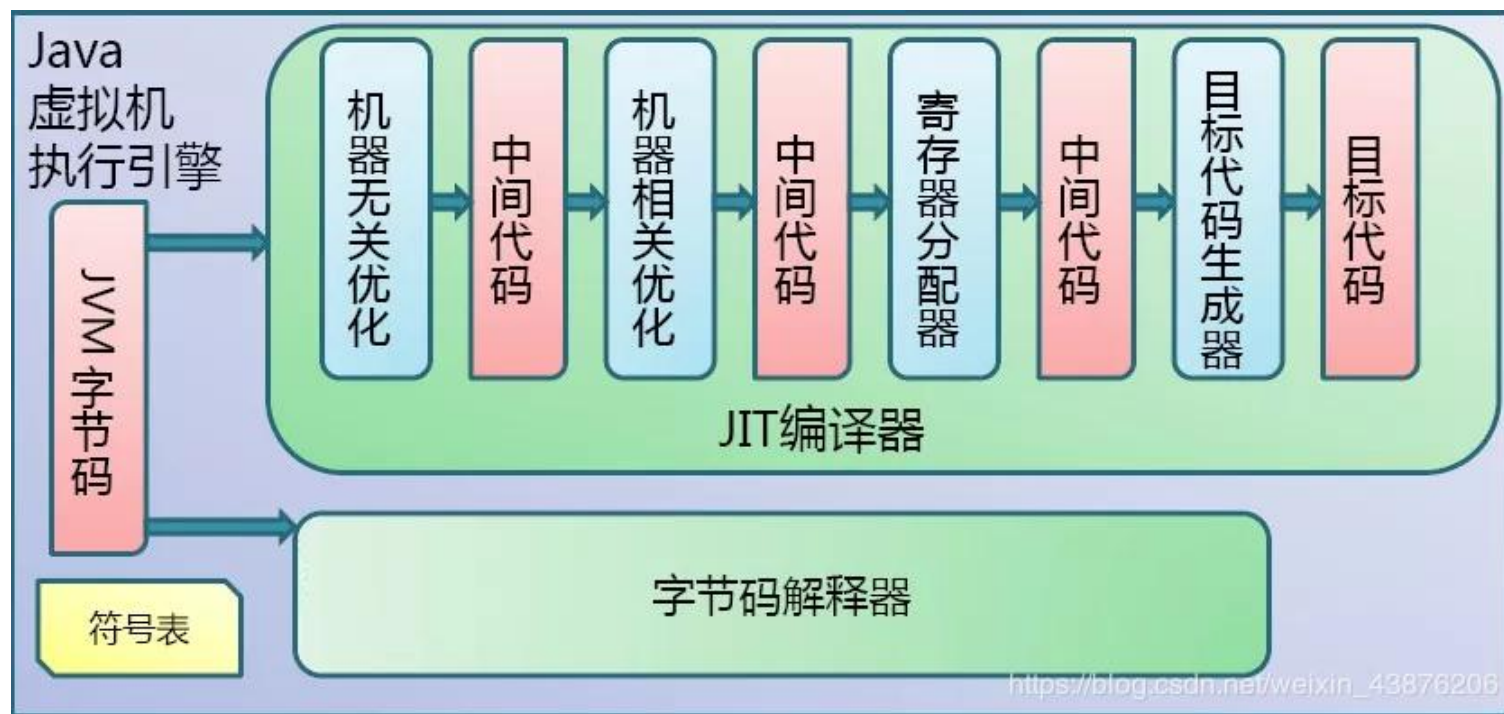 Java
虚拟机
执行引擎
JVM字节码
机器无关优化
中间代码
机器相关优化
中间代码
寄存器分配器
中间代码
目标代码生成器
目标代码
JIT编译器
字节码解释器
符号表
https://blog.csdn.net/weixin_43876206